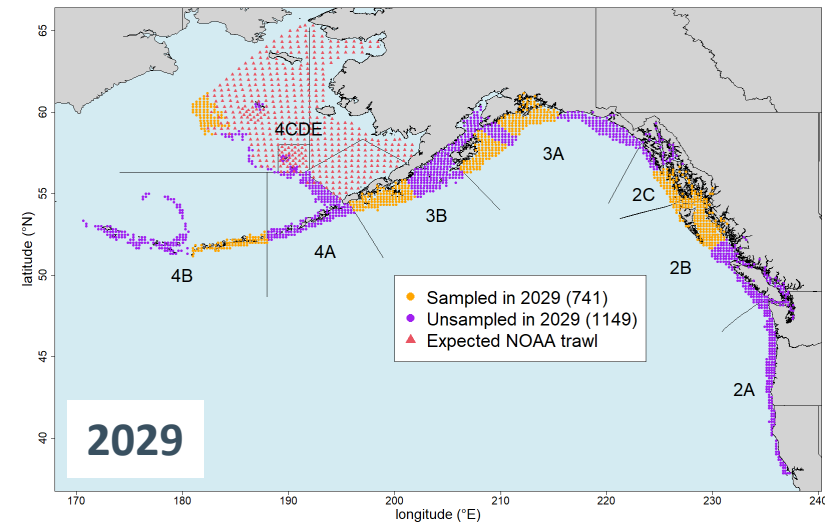 65
60
55
50
45
40
latitude (°N)
4CDE
3A
2C
3B
4A
4B
2B
2A
Sampled in 2029 (741)
Unsampled in 2029 (1149)
Expected NOAA trawl
2029
170 180 190 200 210 220 230 240
longitude (°E)